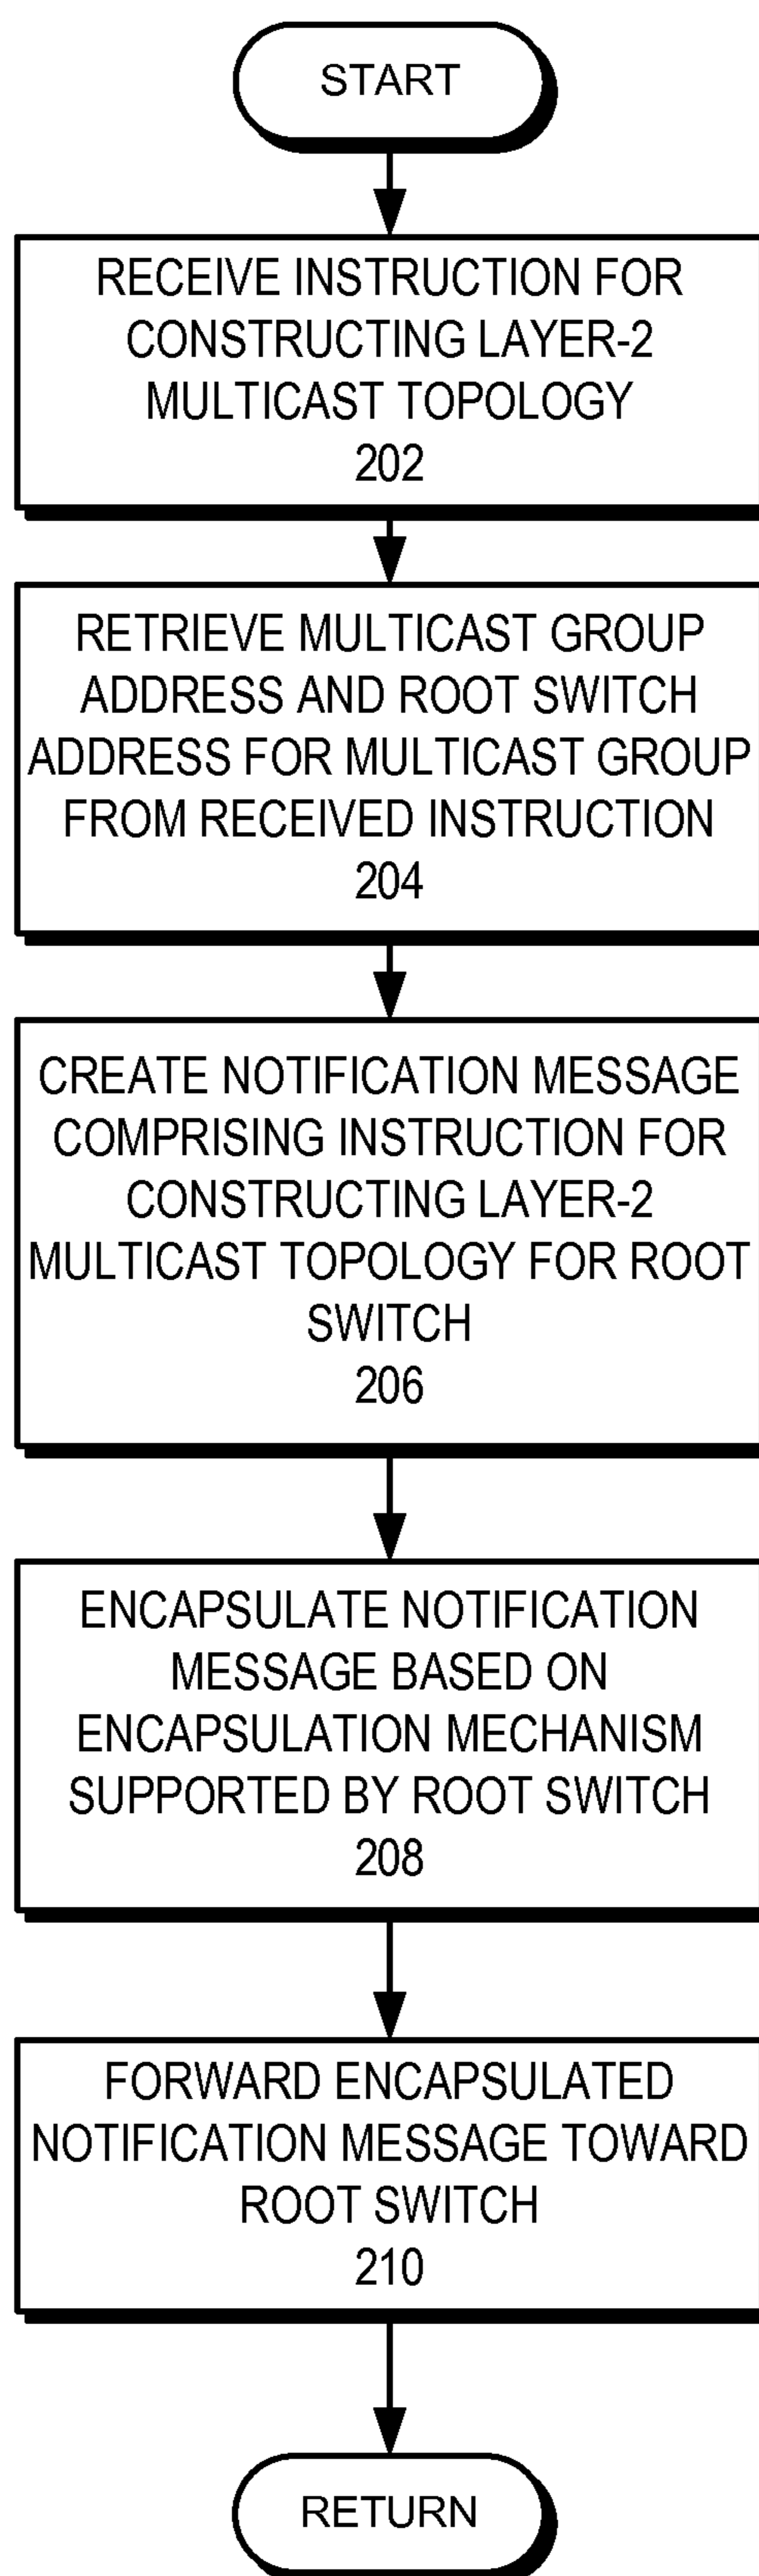 START
RECEIVE INSTRUCTION FOR
CONSTRUCTING LAYER-2
MULTICAST TOPOLOGY
202
RETRIEVE MULTICAST GROUP
ADDRESS AND ROOT SWITCH
ADDRESS FOR MULTICAST GROUP
FROM RECEIVED INSTRUCTION
204
CREATE NOTIFICATION MESSAGE
COMPRISING INSTRUCTION FOR
CONSTRUCTING LAYER-2
MULTICAST TOPOLOGY FOR ROOT
SWITCH
206
ENCAPSULATE NOTIFICATION
MESSAGE BASED ON
ENCAPSULATION MECHANISM
SUPPORTED BY ROOT SWITCH
208
FORWARD ENCAPSULATED
NOTIFICATION MESSAGE TOWARD
ROOT SWITCH
210
RETURN